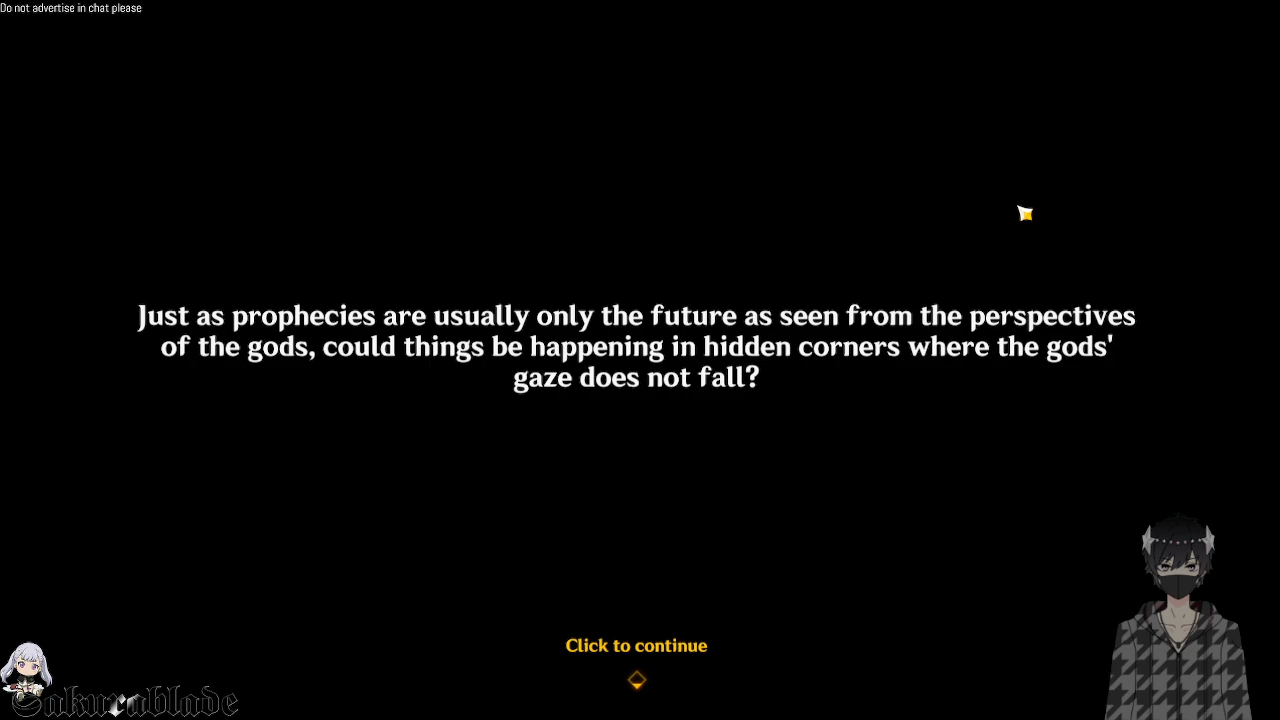 Do not advertise in chat please
Just as prophecies are usually only the future as seen from the perspectives
of the gods, could things be happening in hidden corners where the gods'
gaze does not fall?
Click to continue
Sakurablade